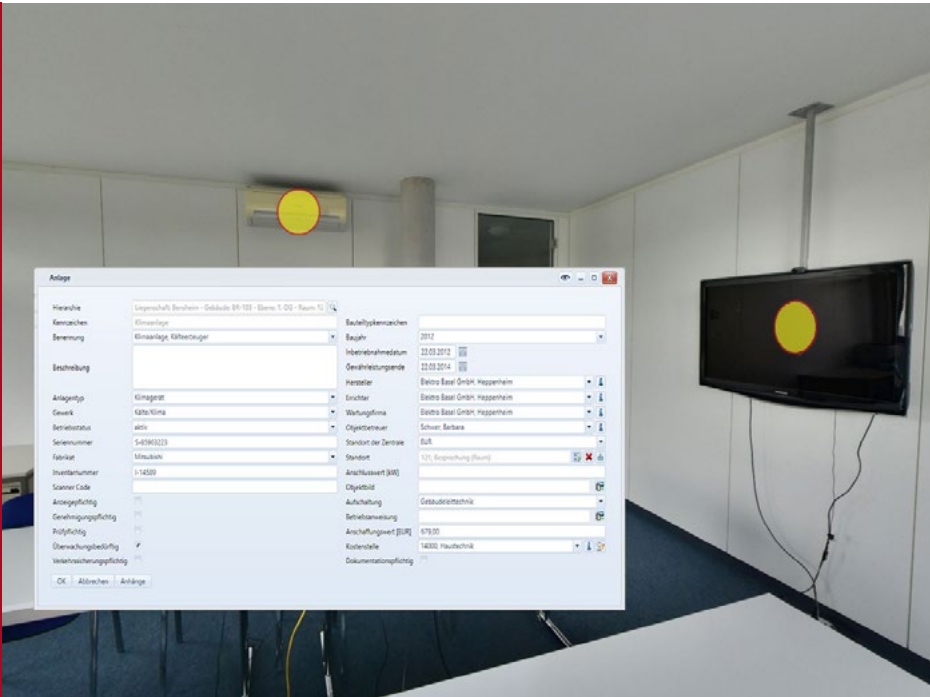 Anlage
Hierarchie Liegenschaft Bensheim - Gebäude: BR-103 - Ebene: 1. OG - Raum:
Kennzeichen Klimaanlage Bauteiltypkennzeichen
Benennung Klimaanlage, Kälteerzeuger Baujahr 2012
Inbetriebnahmedatum 22.03.2012
Beschreibung Gewährleistungsende 22.03.2014
Hersteller Elektro Basel GmbH, Heppenheim
Anlagentyp Klimagerät Errichter Elektro Basel GmbH, Heppenheim
Gewerk Kälte/Klima Wartungsfirma Elektro Basel GmbH, Heppenheim
Betriebsstatus aktiv Objektbetreuer Schwer, Barbara
Seriennummer S-85963223 Standort der Zentrale EUR
Fabrikat Mitsubishi Standort 121, Besprechung (Raum)
Inventarnummer I-14509 Anschlusswert [kW]
Scanner Code Objektbild
Anzeigepflichtig Aufschaltung Gebäudeleittechnik
Genehmigungspflichtig Betriebsanweisung
Prüfpflichtig Anschaffungswert [EUR] 679,00
Überwachungsbedürftig Kostenstelle 14000, Haustechnik
Verkehrssicherungspflichtig Dokumentationspflichtig
OK Abbrechen Anhänge